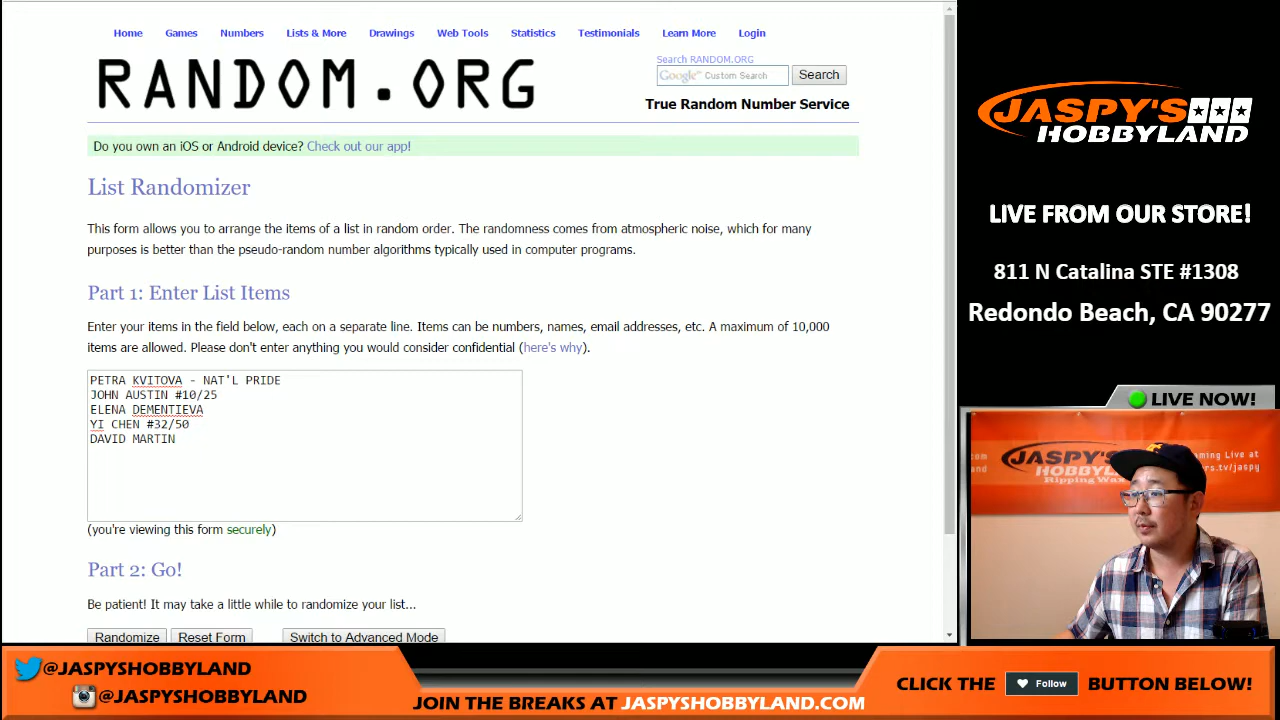 Home Games Numbers Lists & More Drawings Web Tools Statistics Testimonials Learn More Login
RANDOM.ORG
Search RANDOM.ORG
Google™ Custom Search Search
True Random Number Service
Do you own an iOS or Android device? Check out our app!
List Randomizer
This form allows you to arrange the items of a list in random order. The randomness comes from atmospheric noise, which for many
purposes is better than the pseudo-random number algorithms typically used in computer programs.
Part 1: Enter List Items
Enter your items in the field below, each on a separate line. Items can be numbers, names, email addresses, etc. A maximum of 10,000
items are allowed. Please don't enter anything you would consider confidential (here's why).
PETRA KVITOVA - NAT'L PRIDE
JOHN AUSTIN #10/25
ELENA DEMENTIEVA
YI CHEN #32/50
DAVID MARTIN
(you're viewing this form securely)
Part 2: Go!
Be patient! It may take a little while to randomize your list...
Randomize Reset Form Switch to Advanced Mode
JASPY'S
HOBBYLAND
LIVE FROM OUR STORE!
811 N Catalina STE #1308
Redondo Beach, CA 90277
LIVE NOW!
JASPY'S
HOBBYLAND
Ripping Wax
@JASPYSHOBBYLAND
@JASPYSHOBBYLAND
JOIN THE BREAKS AT JASPYSHOBBYLAND.COM
CLICK THE Follow BUTTON BELOW!